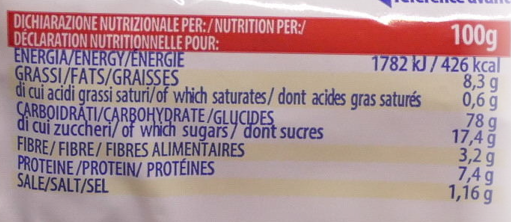 DICHIARAZIONE NUTRIZIONALE PER:/NUTRITION PER:/
DÉCLARATION NUTRITIONNELLE POUR: 100g
ENERGIA/ENERGY/ÉNERGIE 1782 kJ / 426 kcal
GRASSI/FATS/GRAISSES 8,3 g
di cui acidi grassi saturi/of which saturates/ dont acides gras saturés 0,6 g
CARBOIDRATI/CARBOHYDRATE/GLUCIDES 78 g
di cui zuccheri/ of which sugars/ dont sucres 17,4 g
FIBRE/FIBRE/ FIBRES ALIMENTAIRES 3,2 g
PROTEINE/PROTEIN/ PROTÉINES 7,4 g
SALE/SALT/SEL 1,16 g